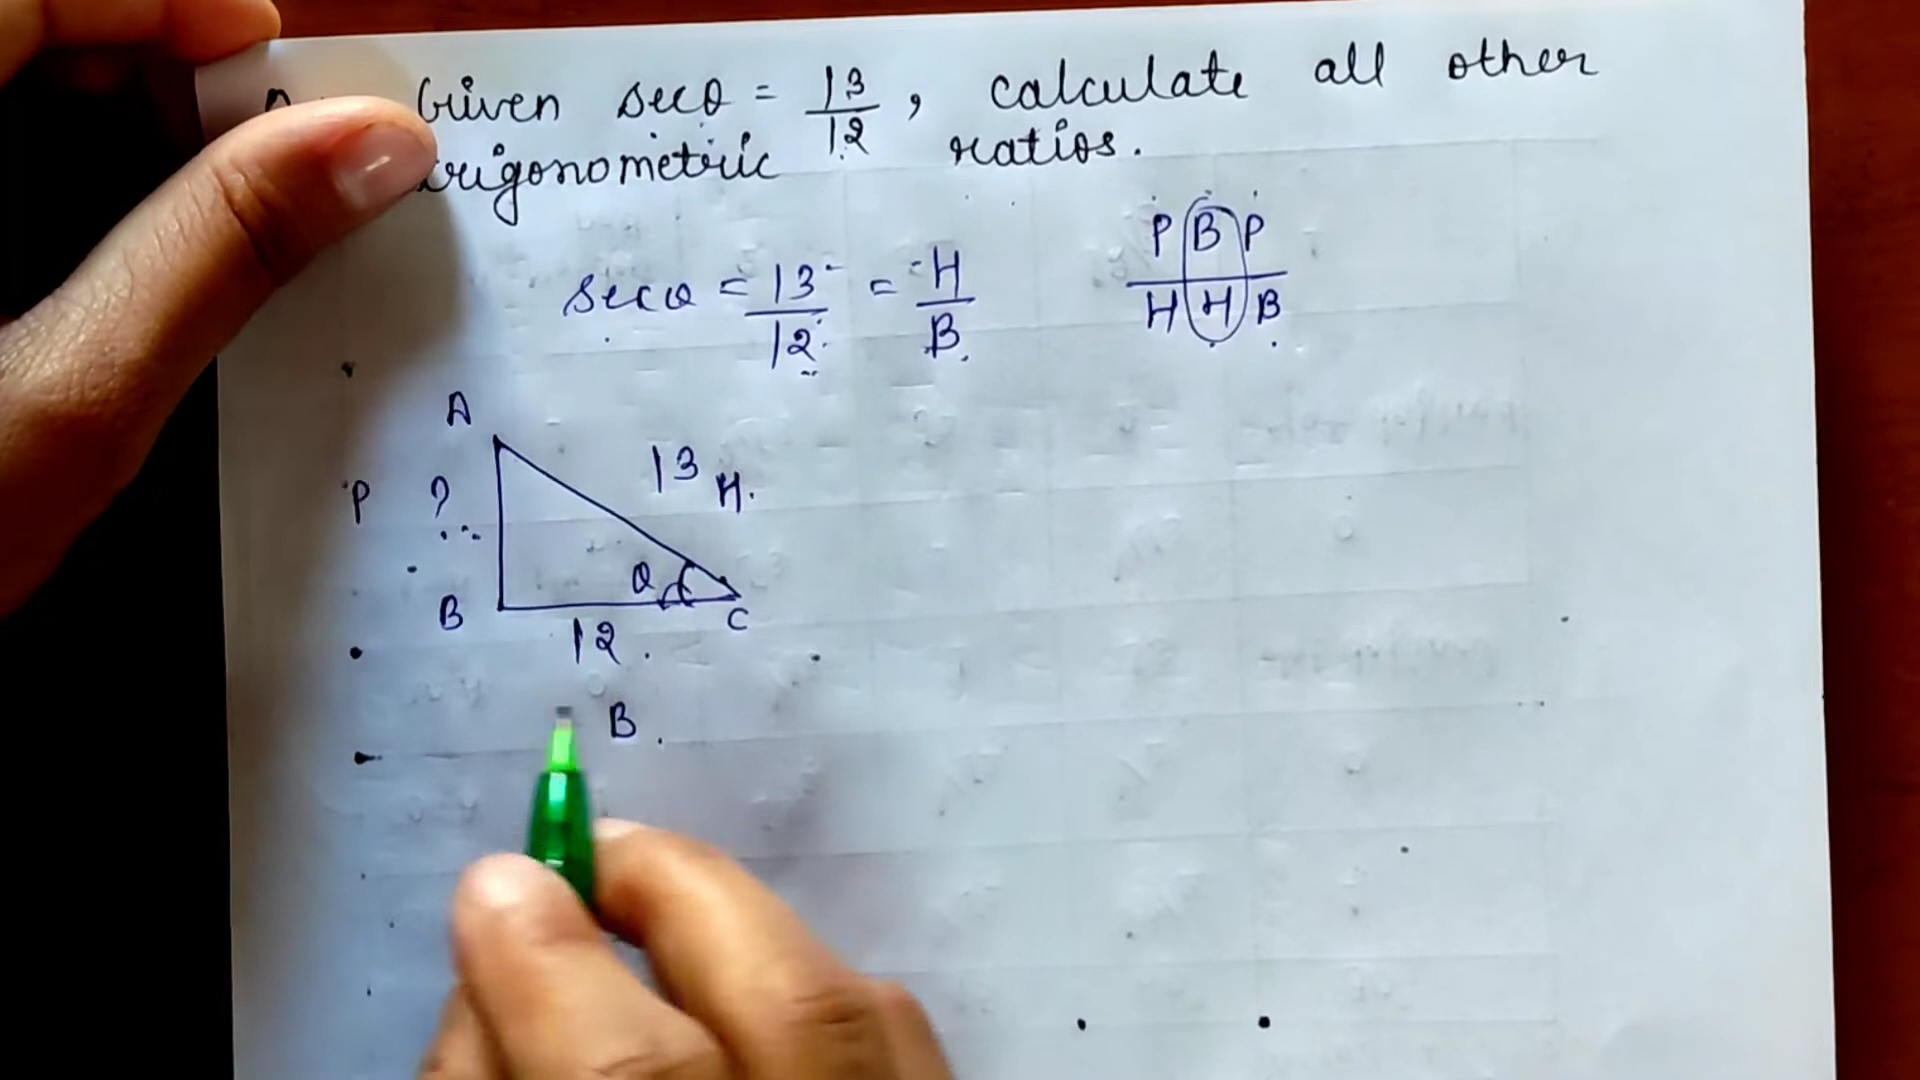 Given secθ = 13/12, calculate all other
trigonometric ratios.
secθ = 13/12 = H/B
P B P
H H B
A
13 H.
P ?
θ
B C
12
B